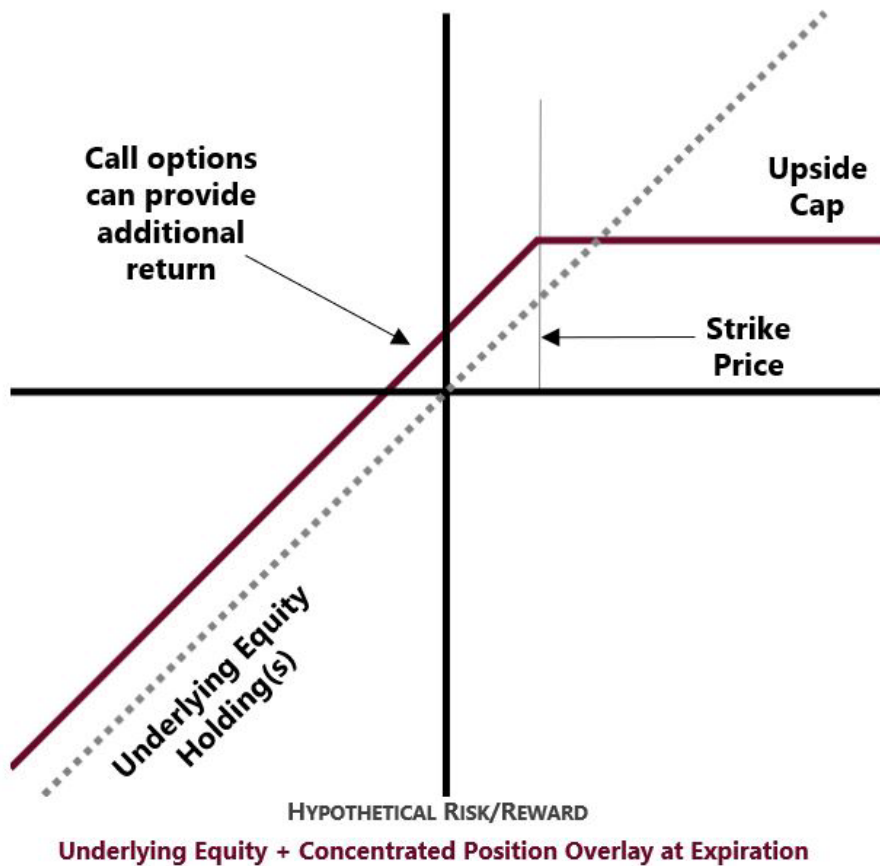 Call options
can provide
additional
return
Upside
Cap
Strike
Price
Underlying Equity
Holding(s)
HYPOTHETICAL RISK/REWARD
Underlying Equity + Concentrated Position Overlay at Expiration